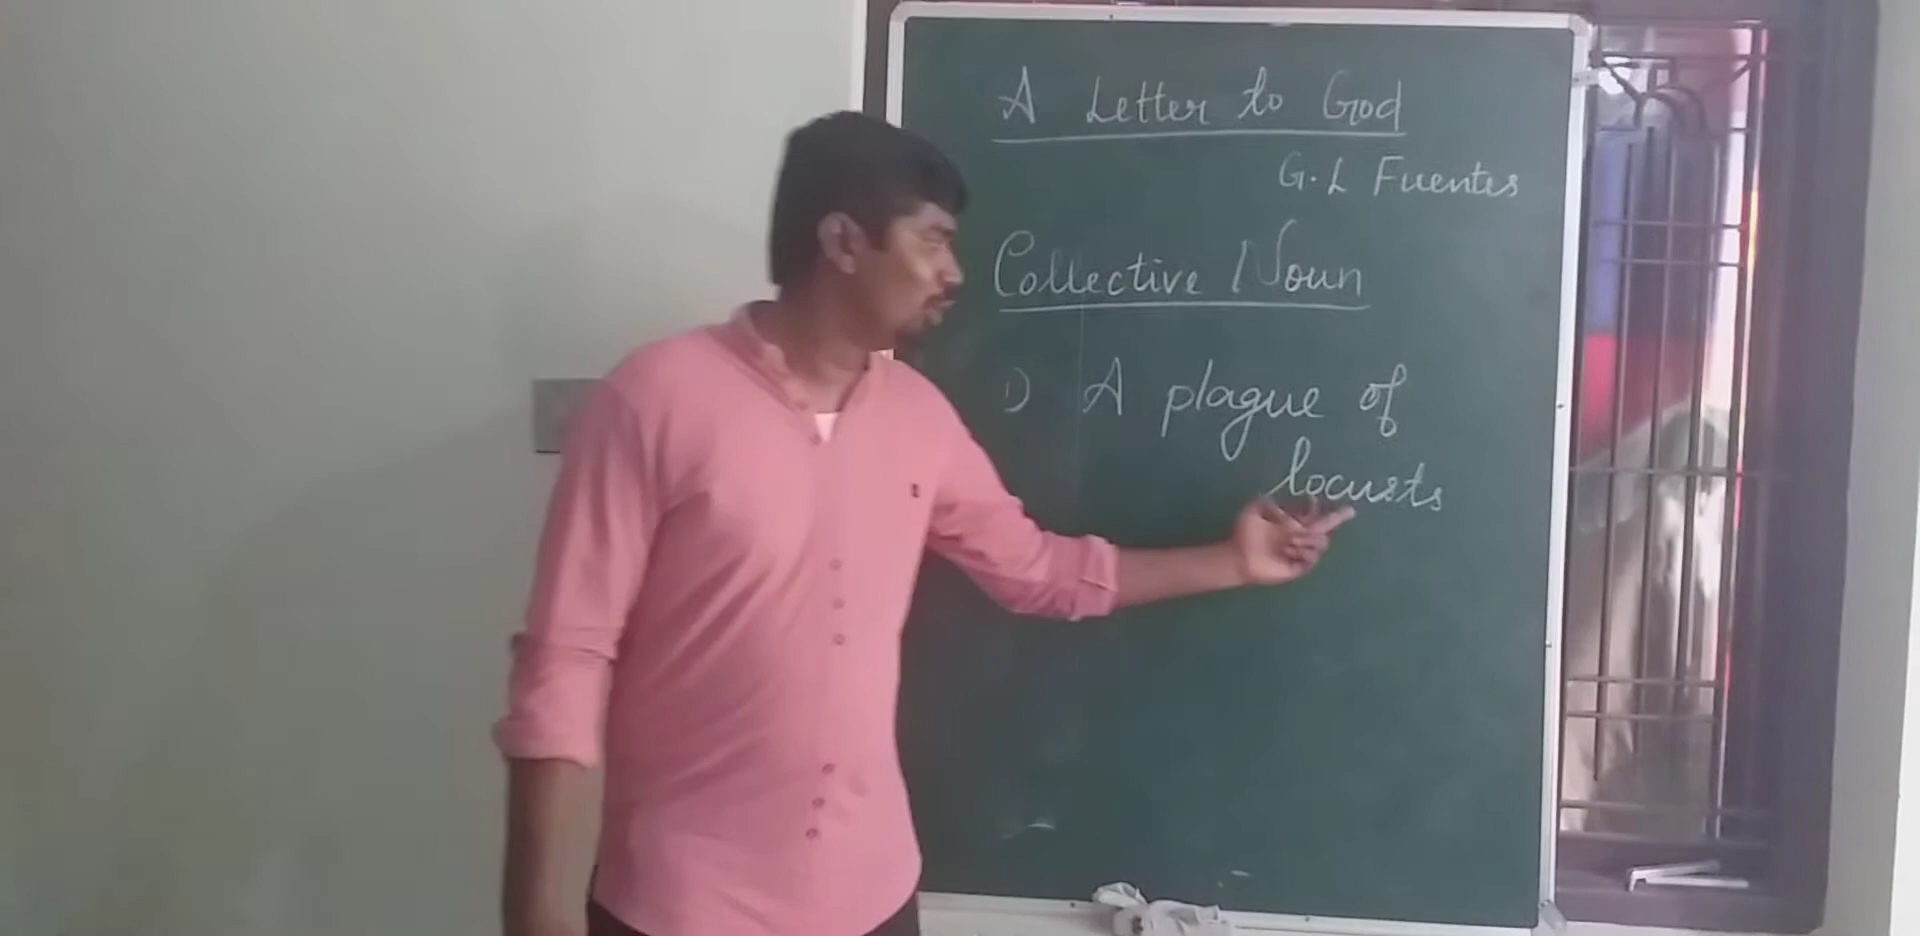 A Letter to God
G.L Fuentes
Collective Noun
1) A plague of
locusts